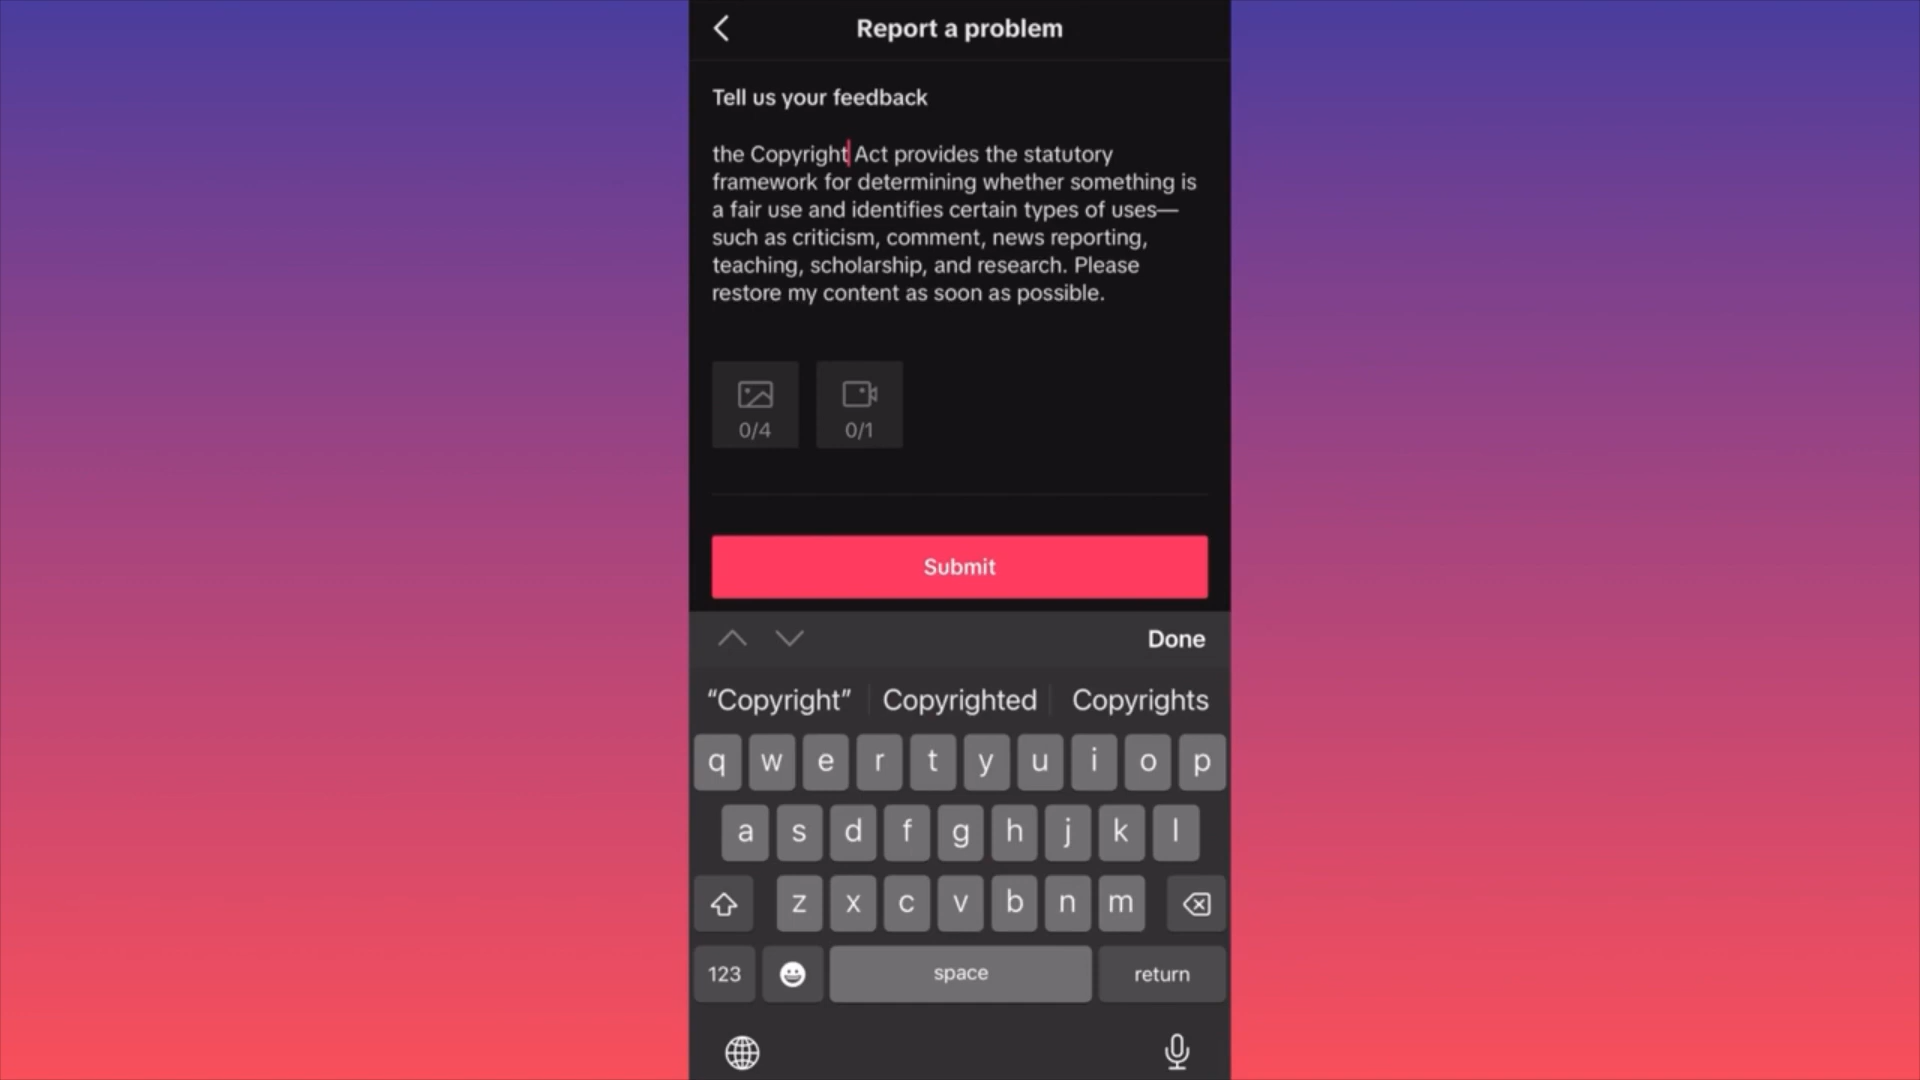 Report a problem
Tell us your feedback
the Copyright Act provides the statutory
framework for determining whether something is
a fair use and identifies certain types of uses—
such as criticism, comment, news reporting,
teaching, scholarship, and research. Please
restore my content as soon as possible.
0/4 0/1
Submit
Done
“Copyright” Copyrighted Copyrights
q w e r t y u i o p
a s d f g h j k l
z x c v b n m
123 space return